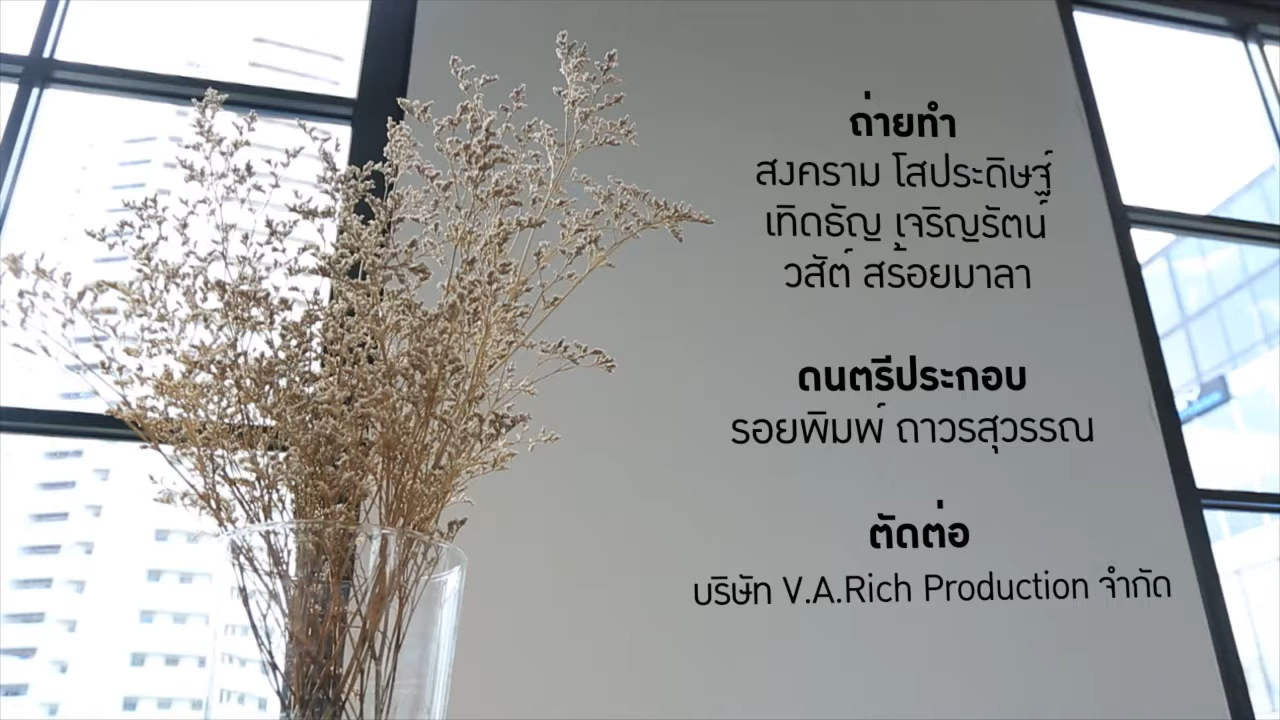 ถ่ายทำ
สงคราม โสประดิษฐ์
เทิดธัญ เจริญรัตน์
วสัต์ สร้อยมาลา
ดนตรีประกอบ
รอยพิมพ์ ถาวรสุวรรณ
ตัดต่อ
บริษัท V.A.Rich Production จำกัด